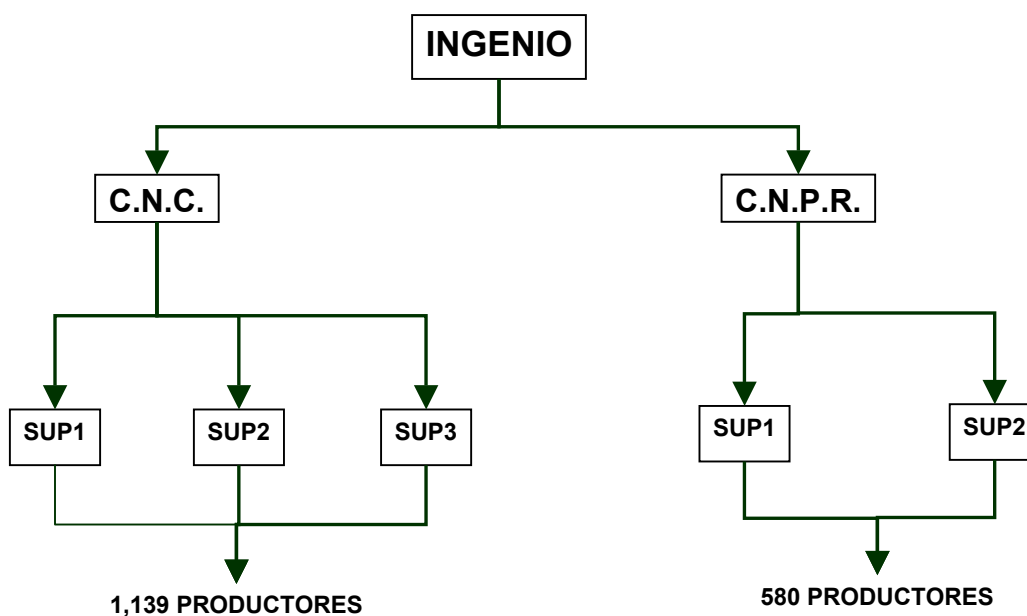 INGENIO
C.N.C.
C.N.P.R.
SUP1
SUP2
SUP3
SUP1
SUP2
1,139 PRODUCTORES
580 PRODUCTORES